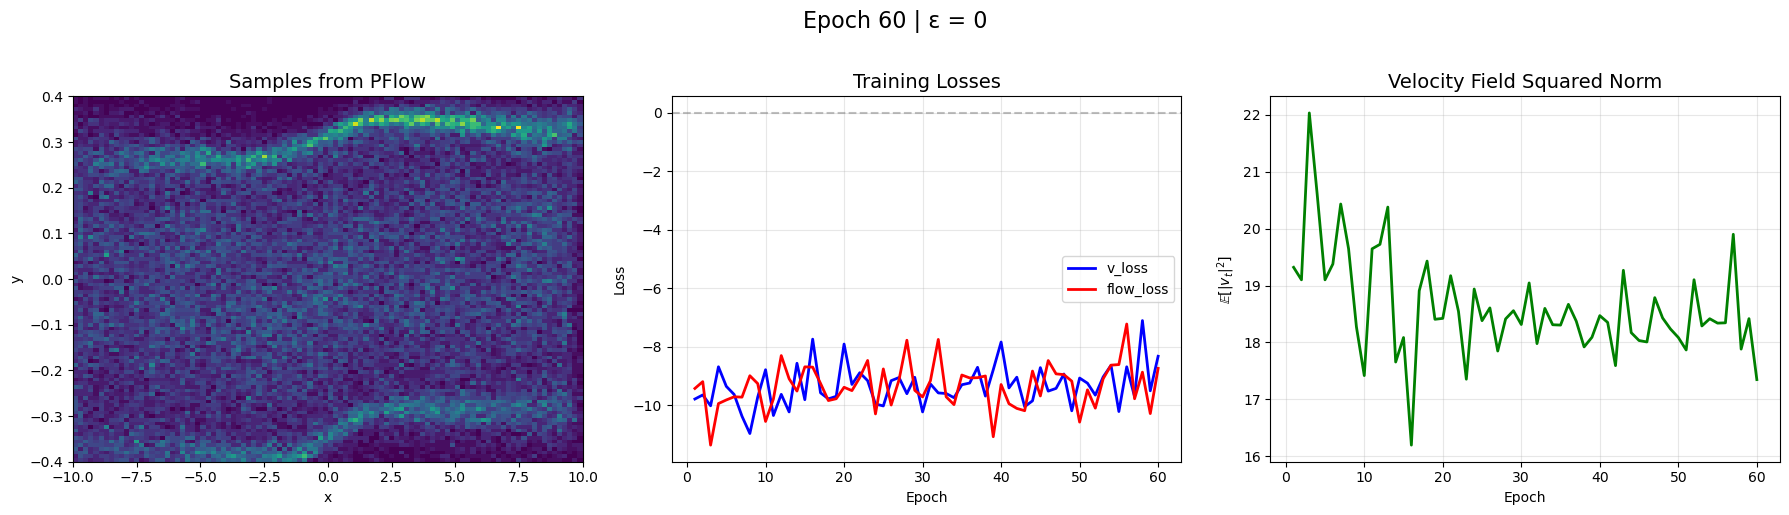 Epoch 60 | ε = 0
Samples from PFlow
0.4
0.3
0.2
0.1
0.0
−0.1
−0.2
−0.3
−0.4
y
−10.0 −7.5 −5.0 −2.5 0.0 2.5 5.0 7.5 10.0
x
Training Losses
0
−2
−4
−6
−8
−10
Loss
v_loss
flow_loss
0 10 20 30 40 50 60
Epoch
Velocity Field Squared Norm
22
21
20
19
18
17
16
𝔼[|v_t|²]
0 10 20 30 40 50 60
Epoch